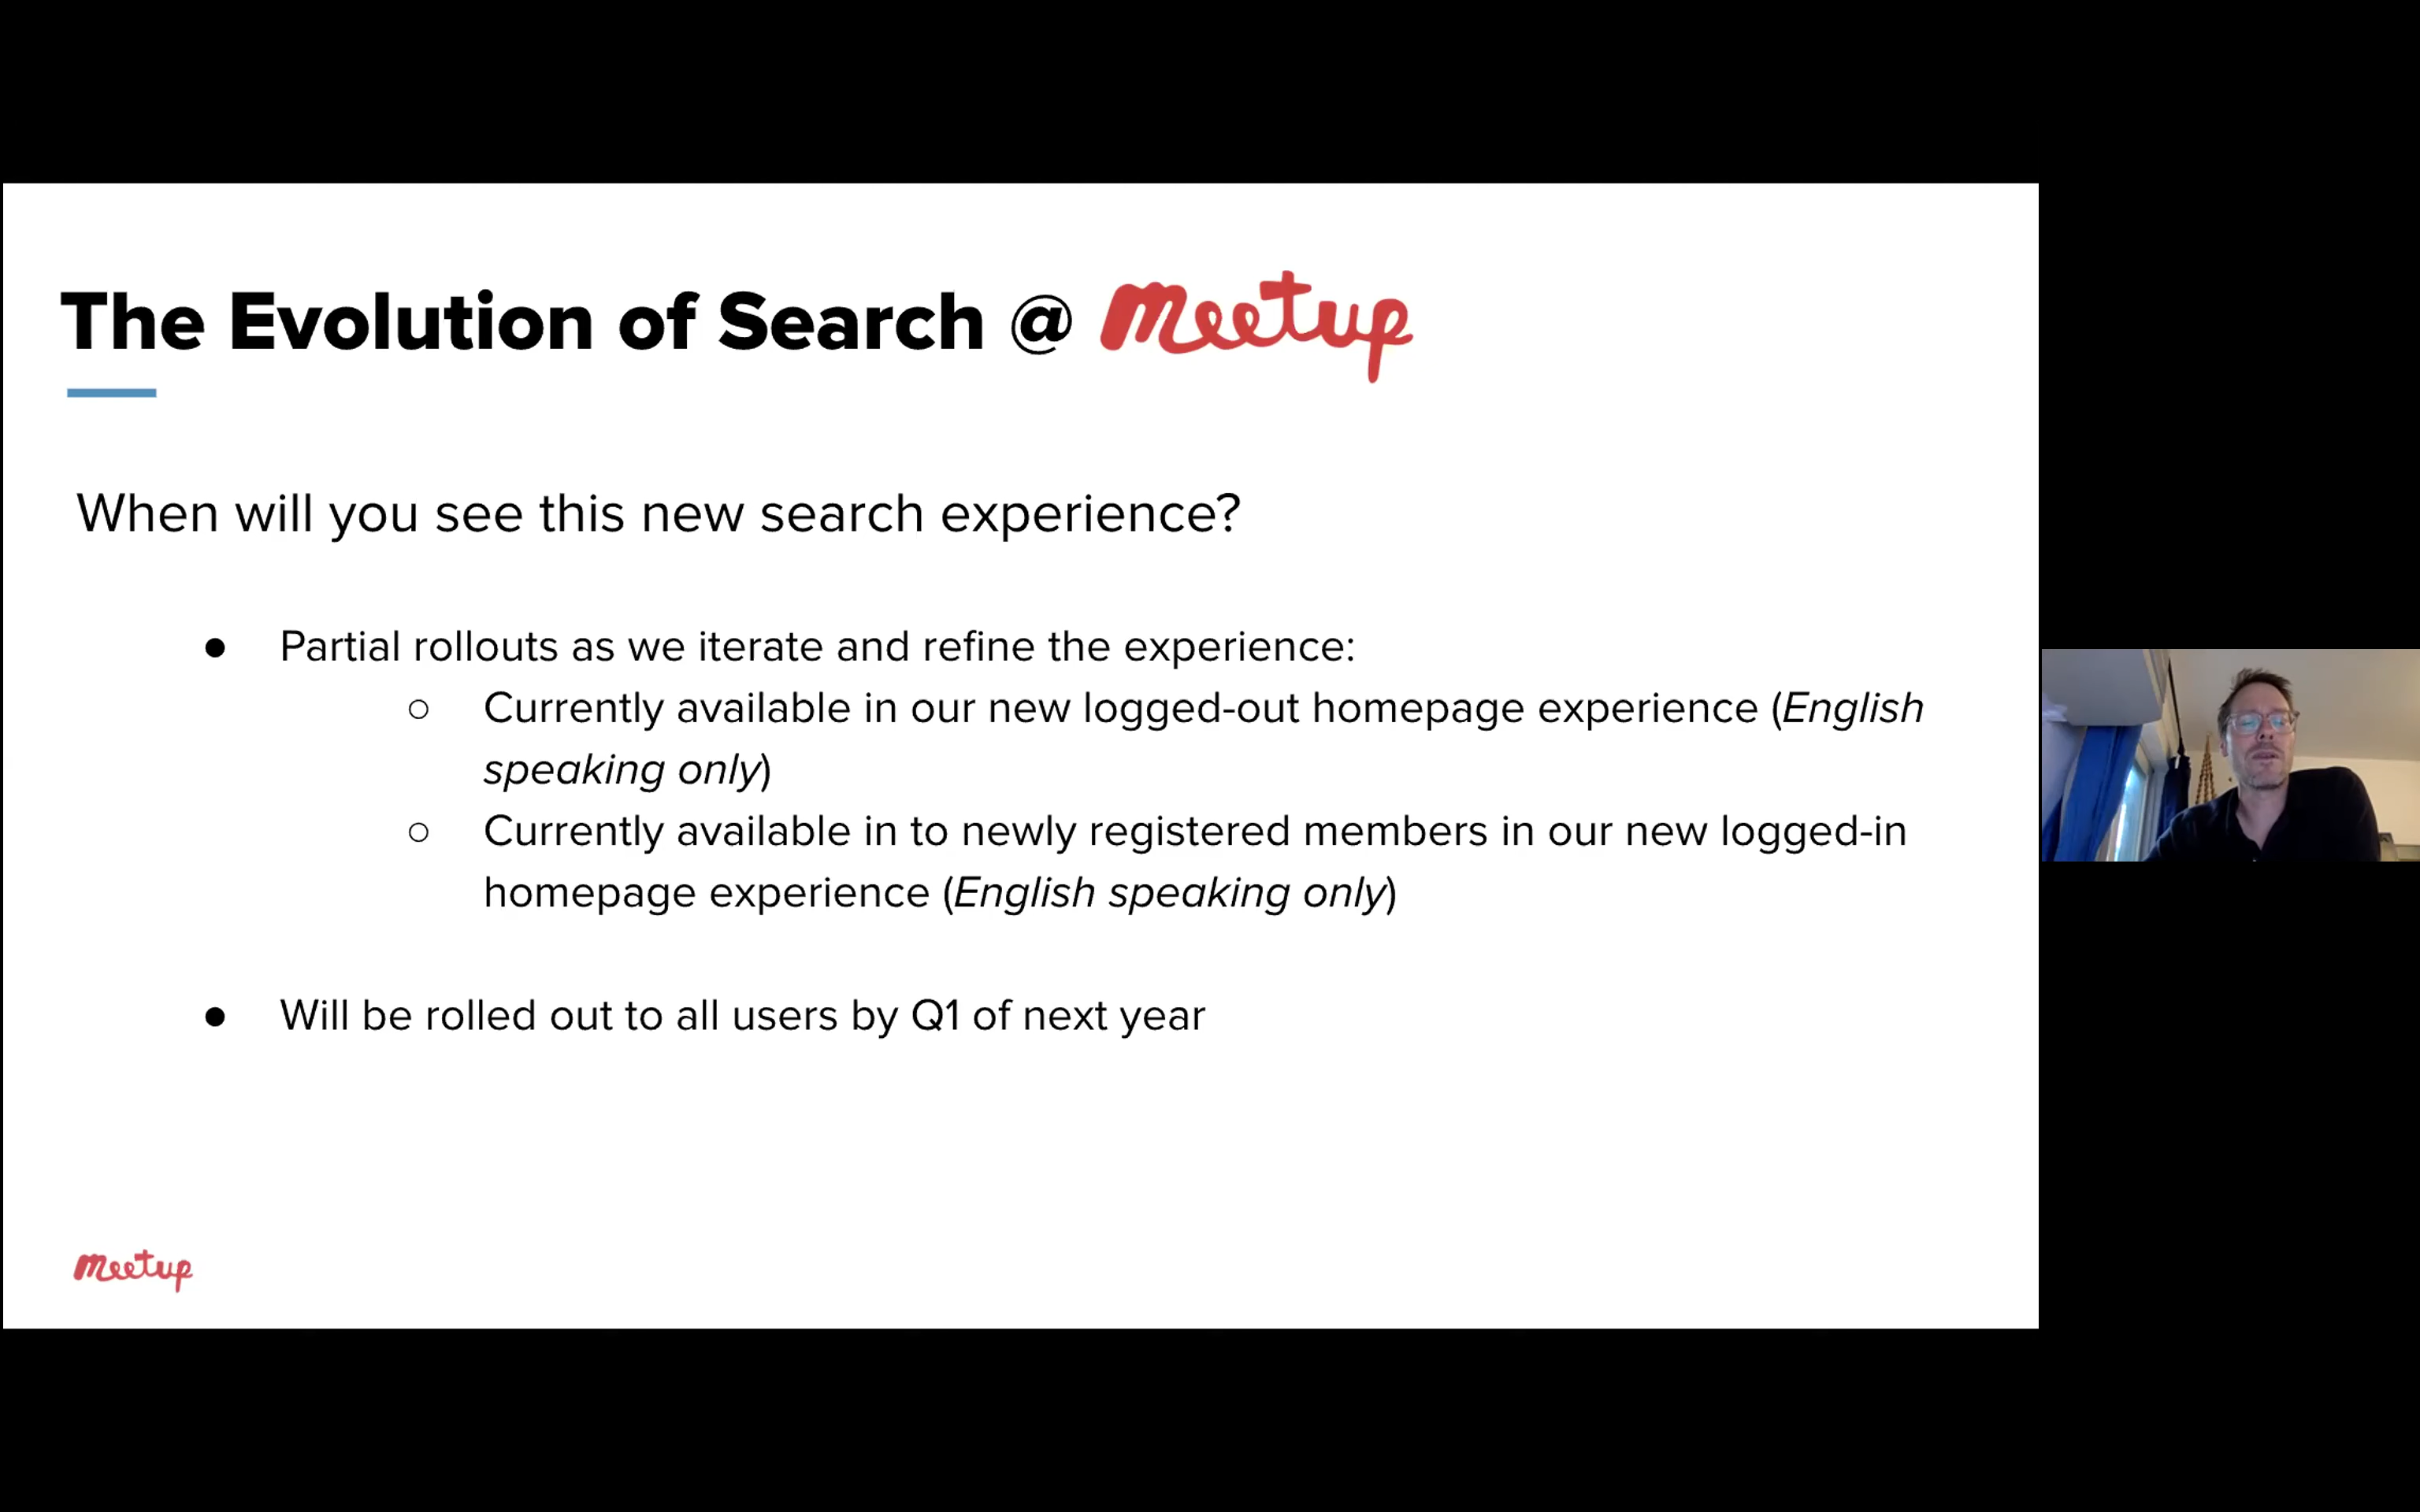 The Evolution of Search @ meetup
When will you see this new search experience?
● Partial rollouts as we iterate and refine the experience:
○ Currently available in our new logged-out homepage experience (English
speaking only)
○ Currently available in to newly registered members in our new logged-in
homepage experience (English speaking only)
● Will be rolled out to all users by Q1 of next year
meetup